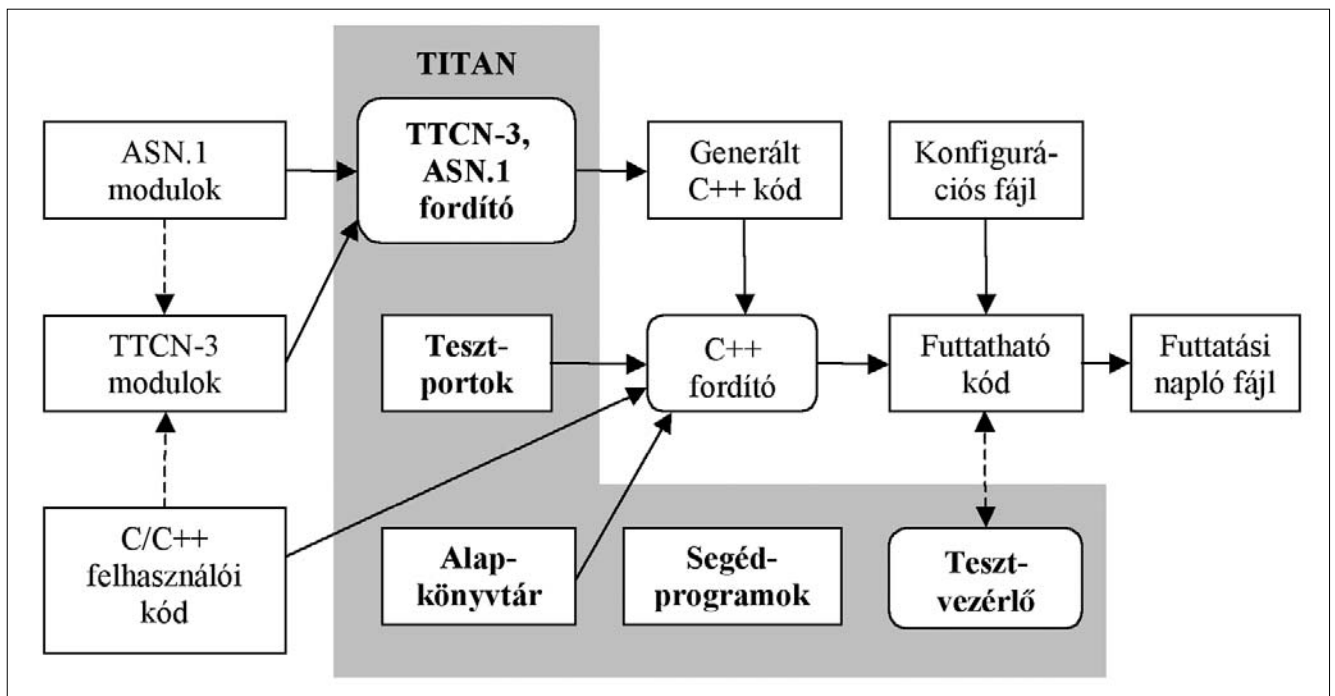 TITAN
ASN.1
modulok
TTCN-3,
ASN.1
fordító
Generált
C++ kód
Konfigurá-
ciós fájl
TTCN-3
modulok
Teszt-
portok
C++
fordító
Futtatható
kód
Futtatási
napló fájl
C/C++
felhasználói
kód
Alap-
könyvtár
Segéd-
programok
Teszt-
vezérlő